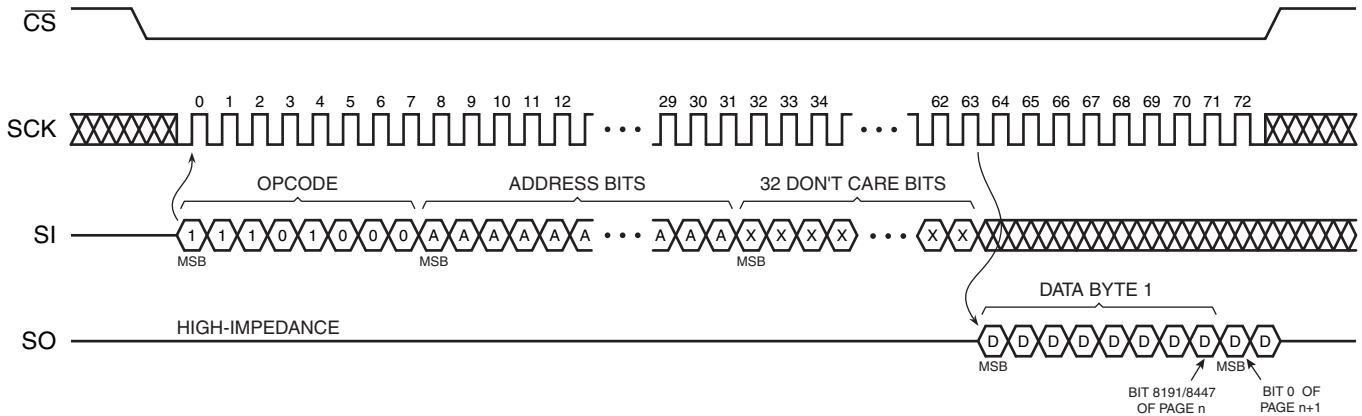 CS
0 1 2 3 4 5 6 7 8 9 10 11 12 29 30 31 32 33 34 62 63 64 65 66 67 68 69 70 71 72
SCK • • • • • •
OPCODE ADDRESS BITS 32 DON'T CARE BITS
SI 1 1 1 0 1 0 0 0 A A A A A A • • • A A A X X X X • • • X X
MSB MSB MSB
DATA BYTE 1
HIGH-IMPEDANCE
SO D D D D D D D D D D
MSB MSB
BIT 8191/8447
OF PAGE n
BIT 0 OF
PAGE n+1